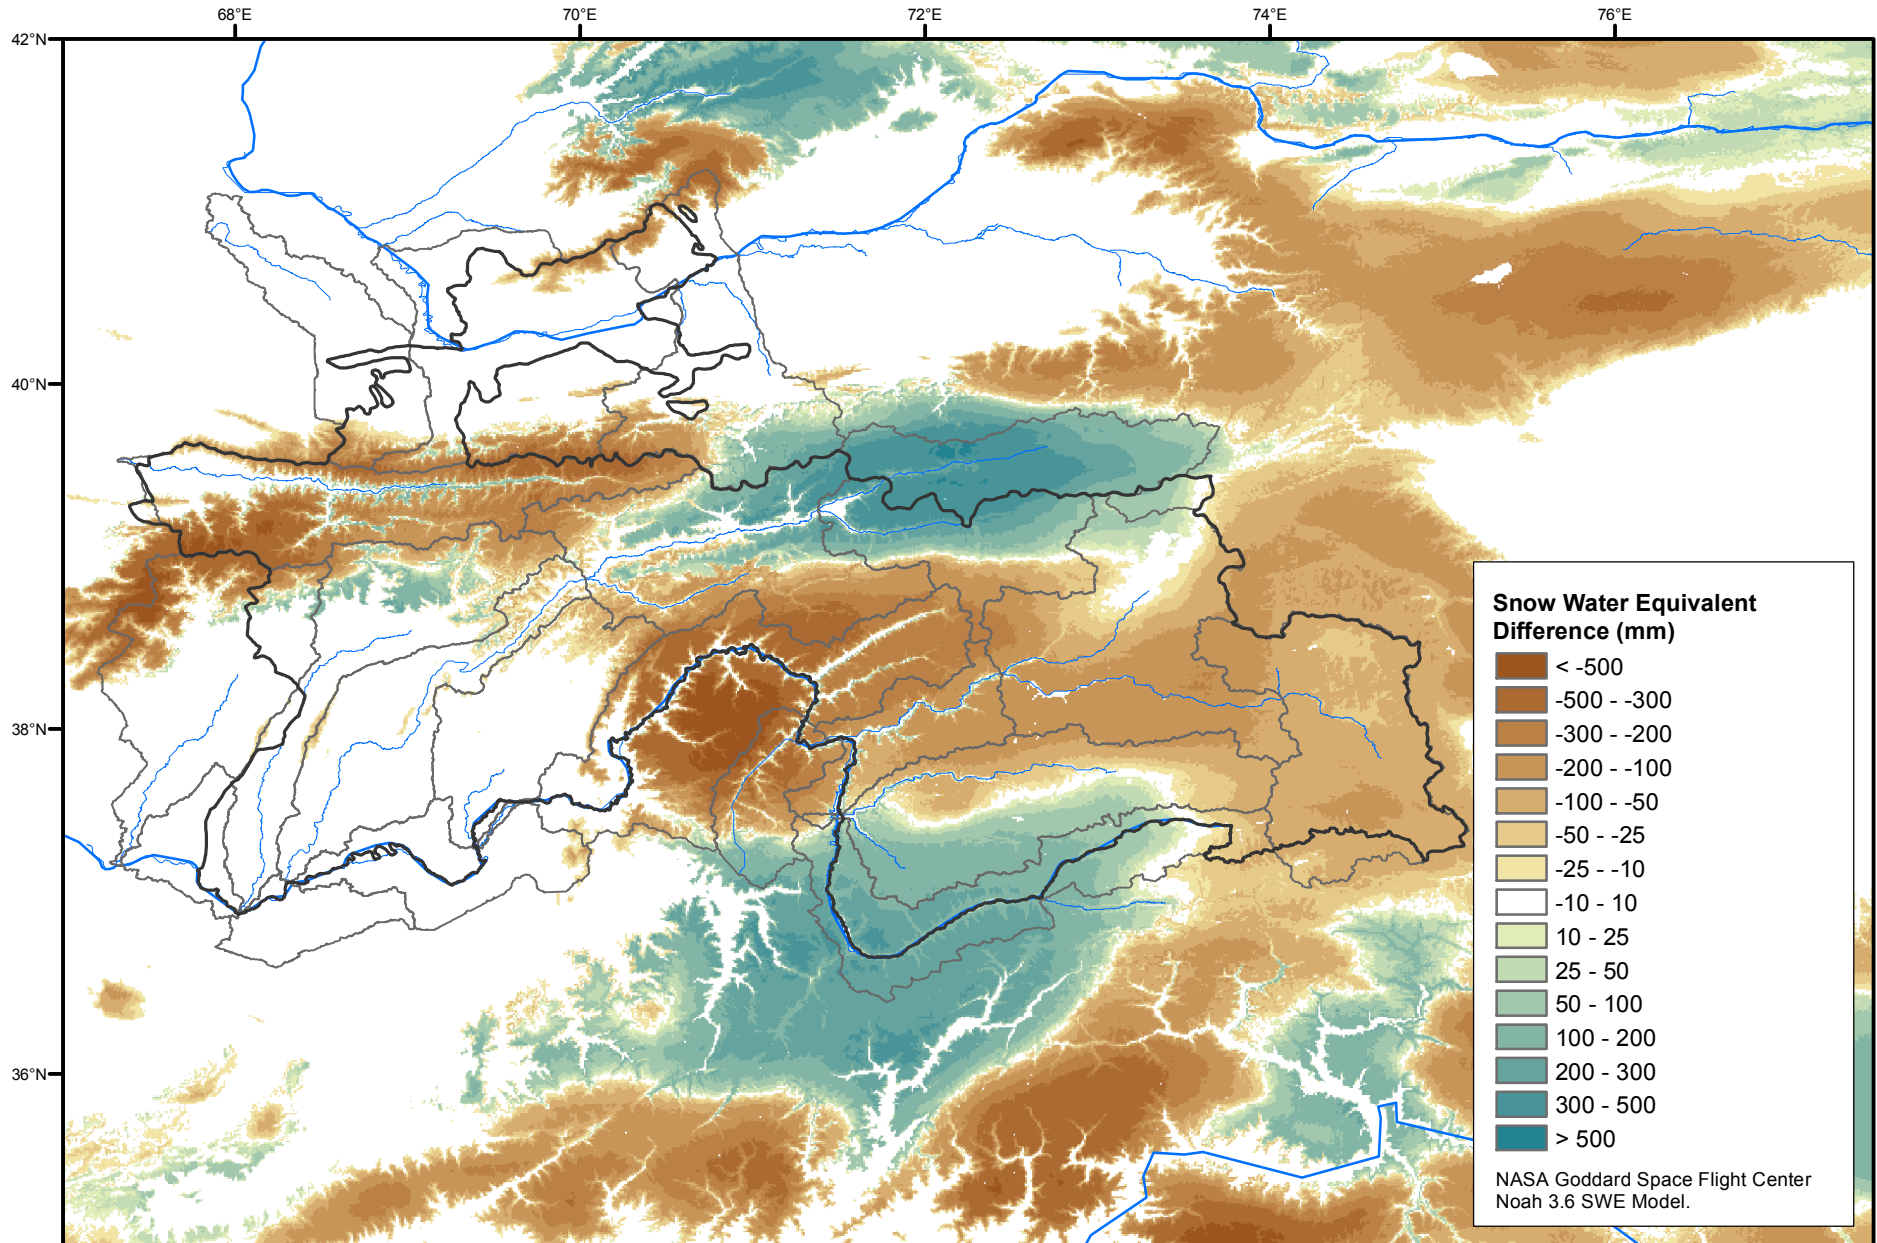 68°E 70°E 72°E 74°E 76°E
42°N
40°N
38°N
36°N
Snow Water Equivalent
Difference (mm)
< -500
-500 - -300
-300 - -200
-200 - -100
-100 - -50
-50 - -25
-25 - -10
-10 - 10
10 - 25
25 - 50
50 - 100
100 - 200
200 - 300
300 - 500
> 500
NASA Goddard Space Flight Center
Noah 3.6 SWE Model.